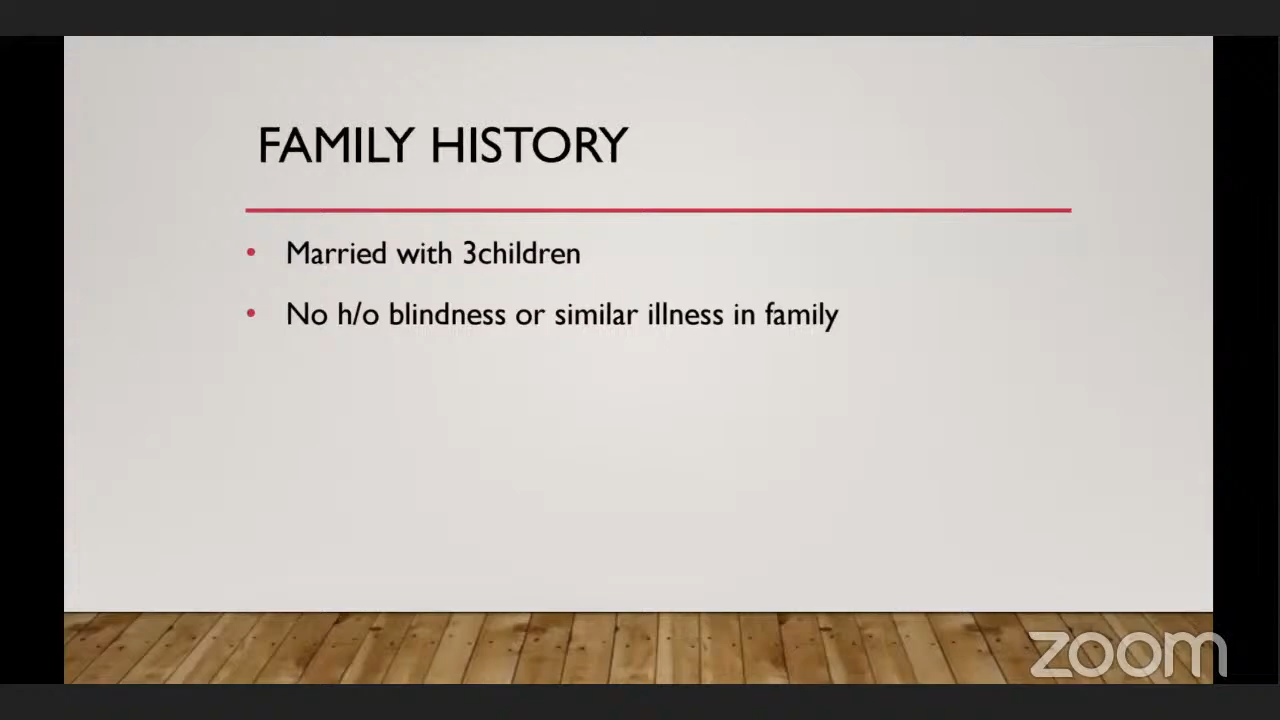 FAMILY HISTORY
• Married with 3children
• No h/o blindness or similar illness in family
zoom